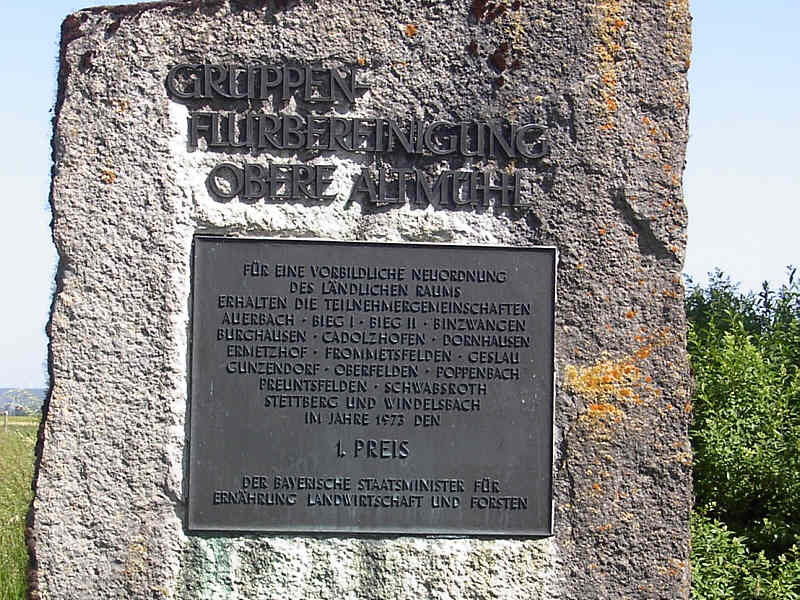 GRUPPEN-
FLURBEREINIGUNG
OBERE ALTMÜHL
FÜR EINE VORBILDLICHE NEUORDNUNG
DES LÄNDLICHEN RAUMS
ERHALTEN DIE TEILNEHMERGEMEINSCHAFTEN
AUERBACH · BIEG I · BIEG II · BINZWANGEN
BURGHAUSEN · CADOLZHOFEN · DORNHAUSEN
ERMETZHOF · FROMMETSFELDEN · GESLAU
GUNZENDORF · OBERFELDEN · POPPENBACH
PREUNTSFELDEN · SCHWABSROTH
STETTBERG UND WINDELSBACH
IM JAHRE 1973 DEN
1. PREIS
DER BAYERISCHE STAATSMINISTER FÜR
ERNÄHRUNG LANDWIRTSCHAFT UND FORSTEN